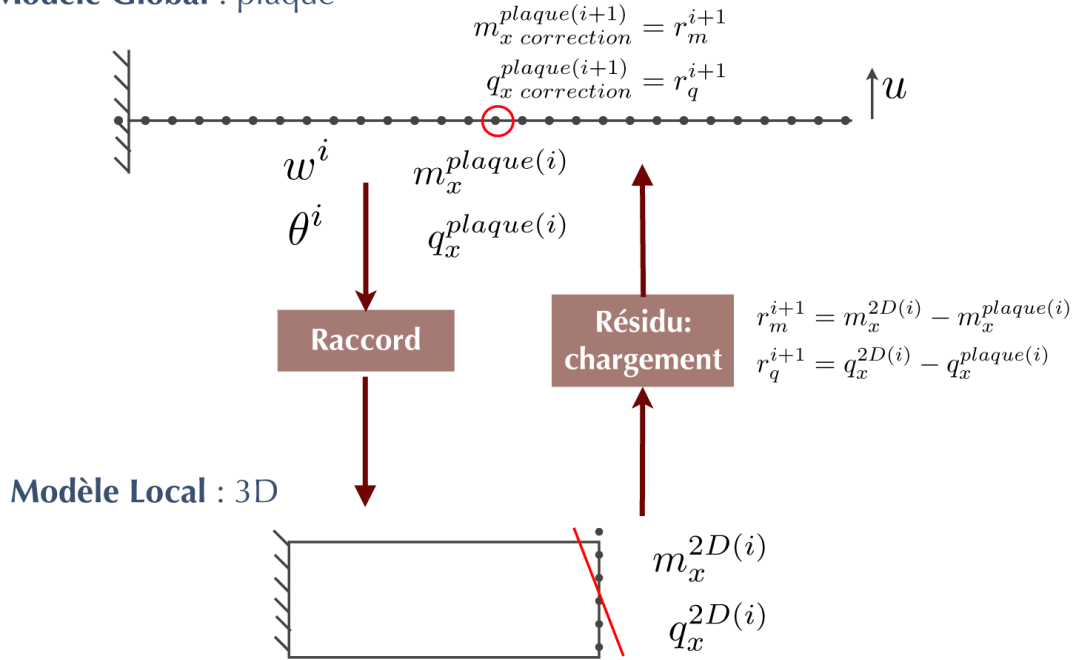 Modèle Global : plaque
m_{x correction}^{plaque(i+1)} = r_m^{i+1}
q_{x correction}^{plaque(i+1)} = r_q^{i+1}
u
w^i
θ^i
m_x^{plaque(i)}
q_x^{plaque(i)}
Raccord
Résidu:
chargement
r_m^{i+1} = m_x^{2D(i)} − m_x^{plaque(i)}
r_q^{i+1} = q_x^{2D(i)} − q_x^{plaque(i)}
Modèle Local : 3D
m_x^{2D(i)}
q_x^{2D(i)}